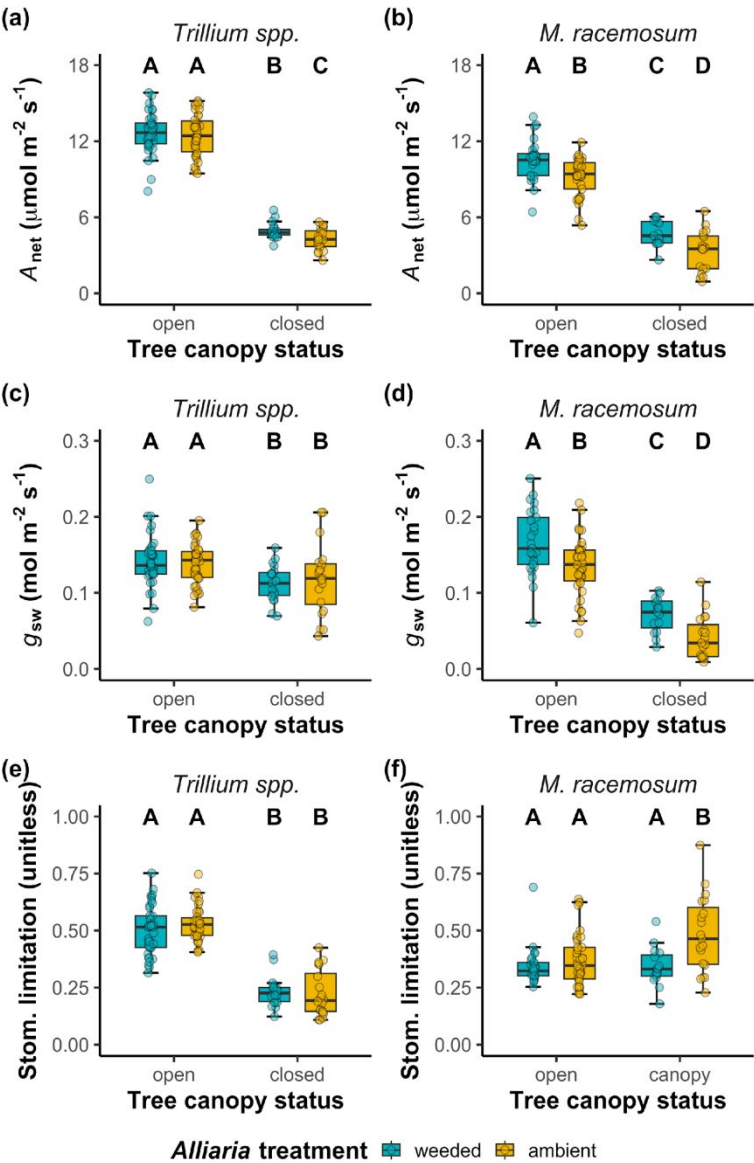 (a)
Trillium spp.
A A B C
18
12
6
0
A net (μmol m⁻² s⁻¹)
open closed
Tree canopy status
(b)
M. racemosum
A B C D
18
12
6
0
A net (μmol m⁻² s⁻¹)
open closed
Tree canopy status
(c)
Trillium spp.
A A B B
0.3
0.2
0.1
0.0
g sw (mol m⁻² s⁻¹)
open closed
Tree canopy status
(d)
M. racemosum
A B C D
0.3
0.2
0.1
0.0
g sw (mol m⁻² s⁻¹)
open closed
Tree canopy status
(e)
Trillium spp.
A A B B
1.00
0.75
0.50
0.25
0.00
Stom. limitation (unitless)
open closed
Tree canopy status
(f)
M. racemosum
A A A B
1.00
0.75
0.50
0.25
0.00
Stom. limitation (unitless)
open canopy
Tree canopy status
Alliaria treatment weeded ambient